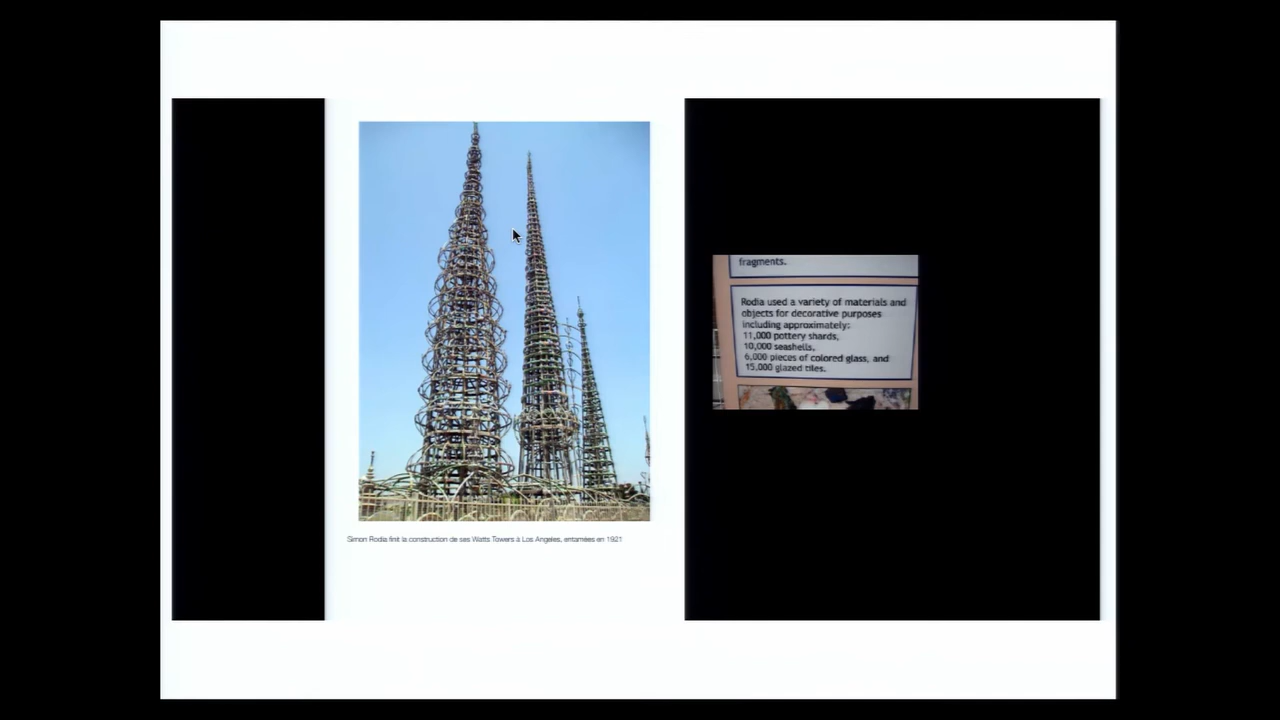 Simon Rodia finit la construction de ses Watts Towers à Los Angeles, entamées en 1921
fragments.
Rodia used a variety of materials and
objects for decorative purposes
including approximately:
11,000 pottery shards,
10,000 seashells,
6,000 pieces of colored glass, and
15,000 glazed tiles.